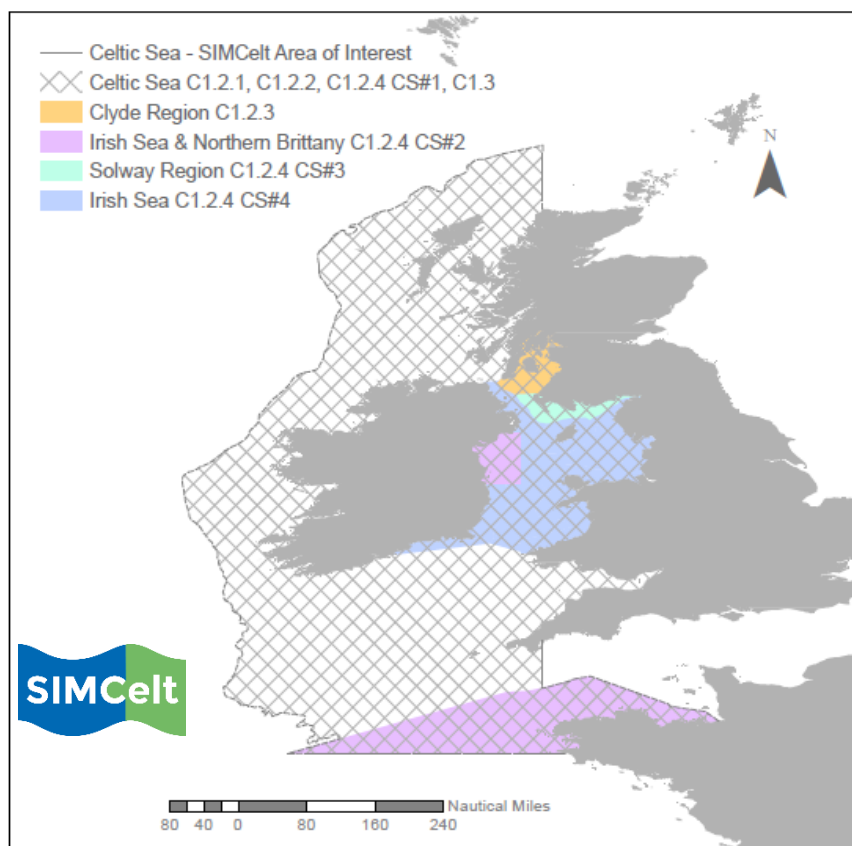 Celtic Sea - SIMCelt Area of Interest
Celtic Sea C1.2.1, C1.2.2, C1.2.4 CS#1, C1.3
Clyde Region C1.2.3
Irish Sea & Northern Brittany C1.2.4 CS#2
Solway Region C1.2.4 CS#3
Irish Sea C1.2.4 CS#4
N
SIMCelt
Nautical Miles
80 40 0 80 160 240